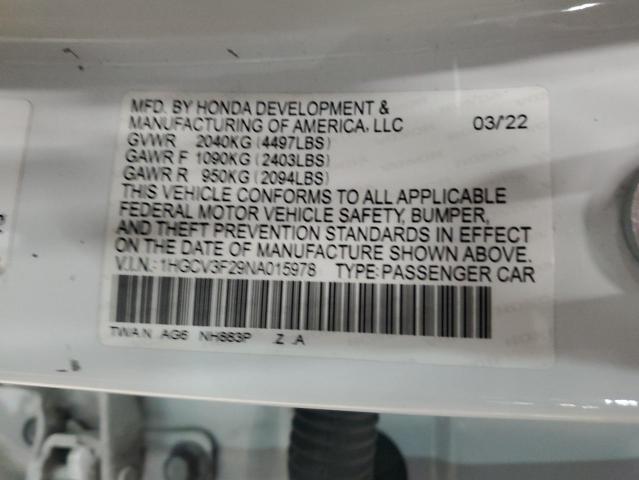 MFD. BY HONDA DEVELOPMENT &
MANUFACTURING OF AMERICA, LLC 03/'22
GVWR 2040KG (4497LBS)
GAWR F 1090KG (2403LBS)
GAWR R 950KG (2094LBS)
THIS VEHICLE CONFORMS TO ALL APPLICABLE
FEDERAL MOTOR VEHICLE SAFETY, BUMPER,
AND THEFT PREVENTION STANDARDS IN EFFECT
ON THE DATE OF MANUFACTURE SHOWN ABOVE.
V.I.N.: 1HGCV3F29NA015978 TYPE: PASSENGER CAR
TWAN AG6 NH883P Z A